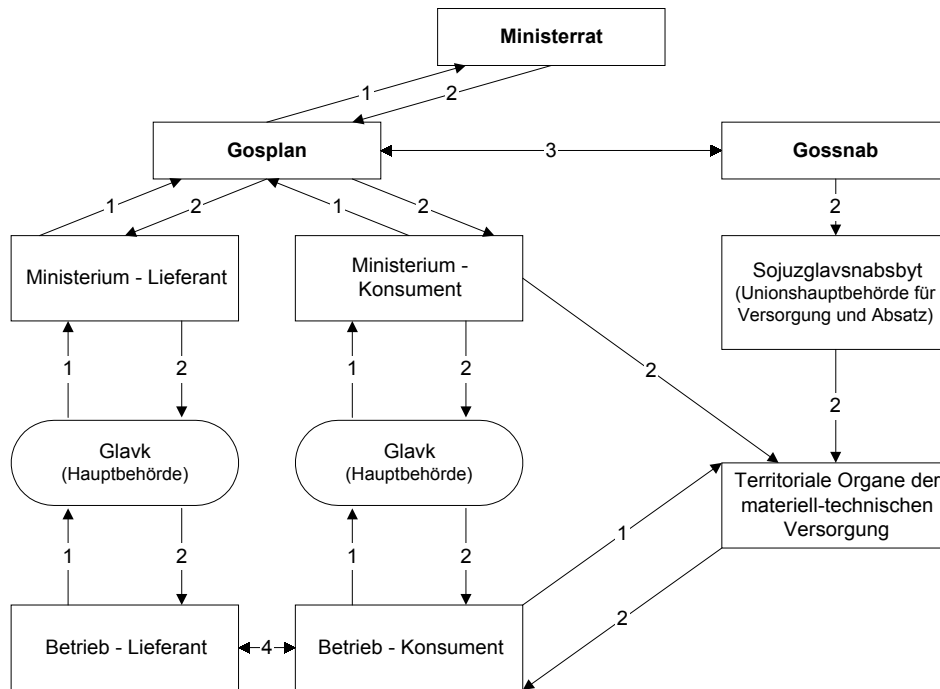 Ministerrat
1
2
Gosplan
3
Gossnab
1
2
1
2
2
Ministerium - Lieferant
Ministerium -
Konsument
Sojuzglavsnabsbyt
(Unionshauptbehörde für
Versorgung und Absatz)
1
2
1
2
2
2
Glavk
(Hauptbehörde)
Glavk
(Hauptbehörde)
Territoriale Organe der
materiell-technischen
Versorgung
1
2
1
2
1
2
Betrieb - Lieferant
4
Betrieb - Konsument